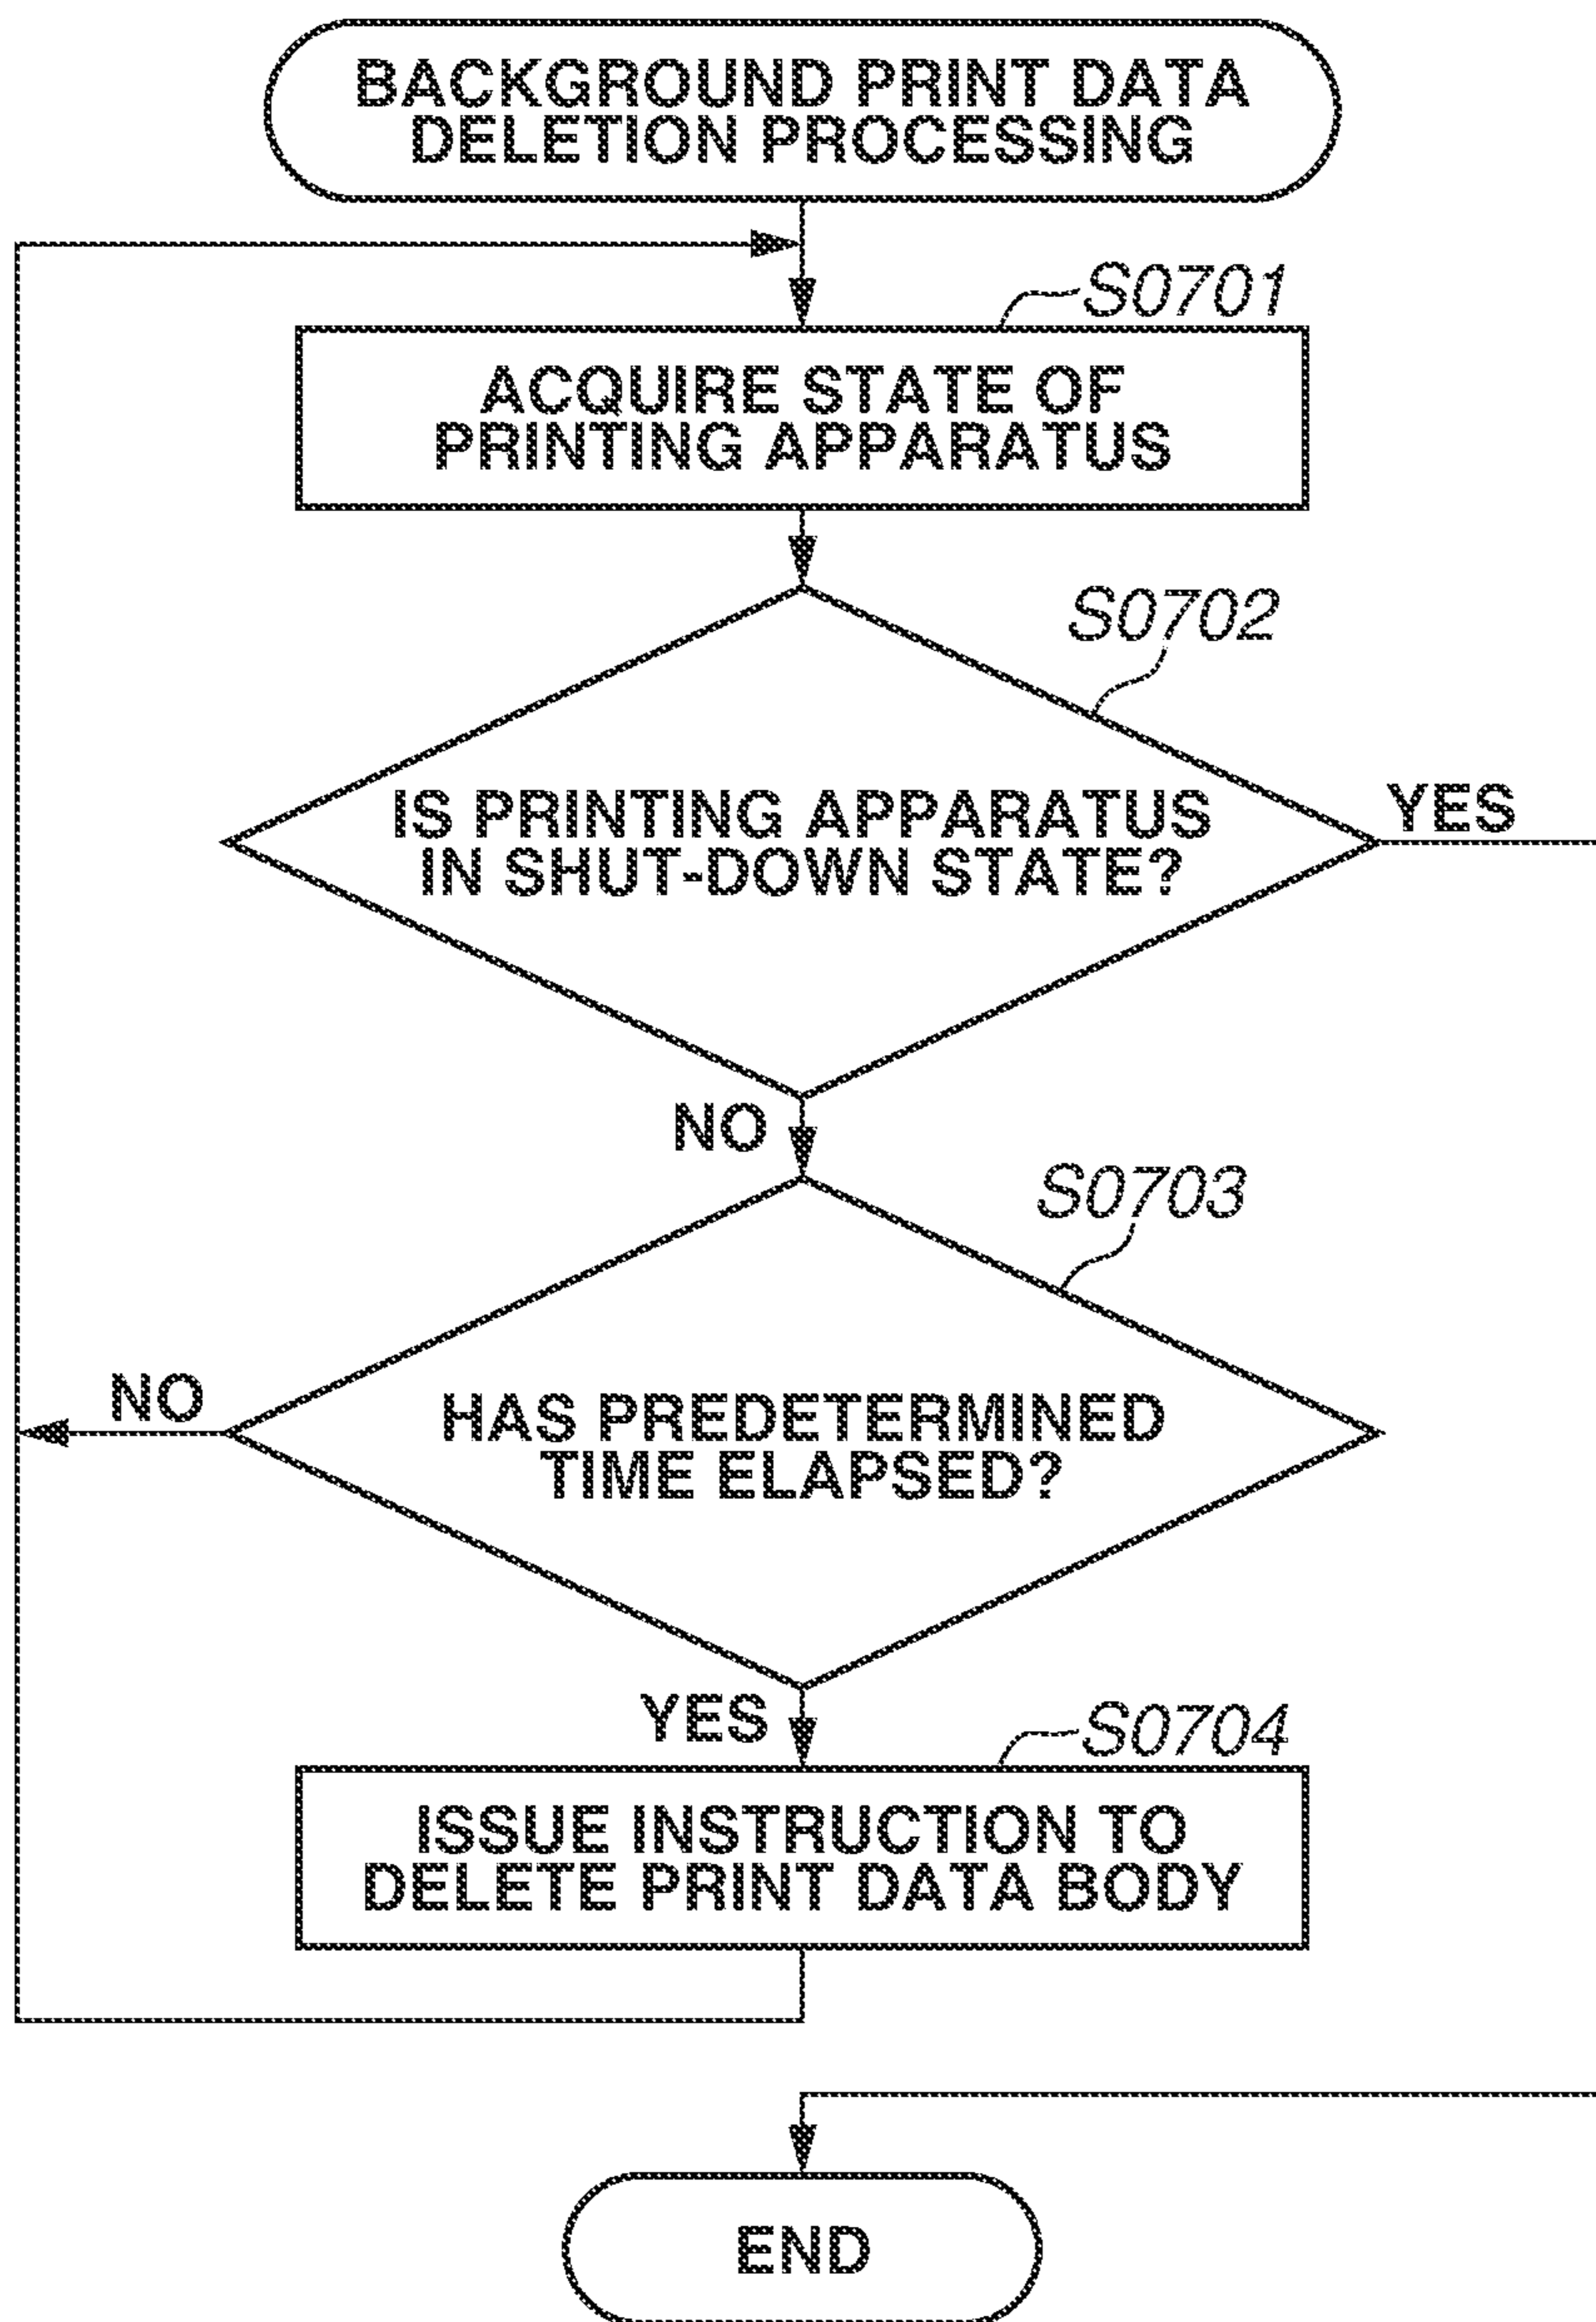 BACKGROUND PRINT DATA
DELETION PROCESSING
S0701
ACQUIRE STATE OF
PRINTING APPARATUS
S0702
IS PRINTING APPARATUS
IN SHUT-DOWN STATE?
YES
NO
S0703
HAS PREDETERMINED
TIME ELAPSED?
NO
YES
S0704
ISSUE INSTRUCTION TO
DELETE PRINT DATA BODY
END